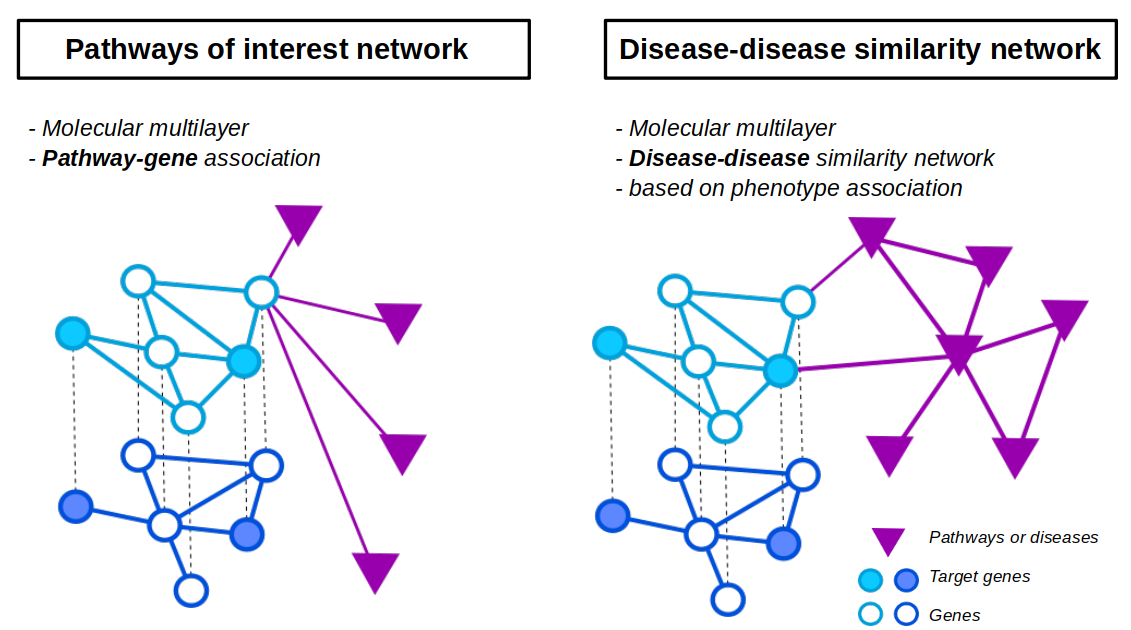 Pathways of interest network
- Molecular multilayer
- Pathway-gene association
Disease-disease similarity network
- Molecular multilayer
- Disease-disease similarity network
- based on phenotype association
Pathways or diseases
Target genes
Genes